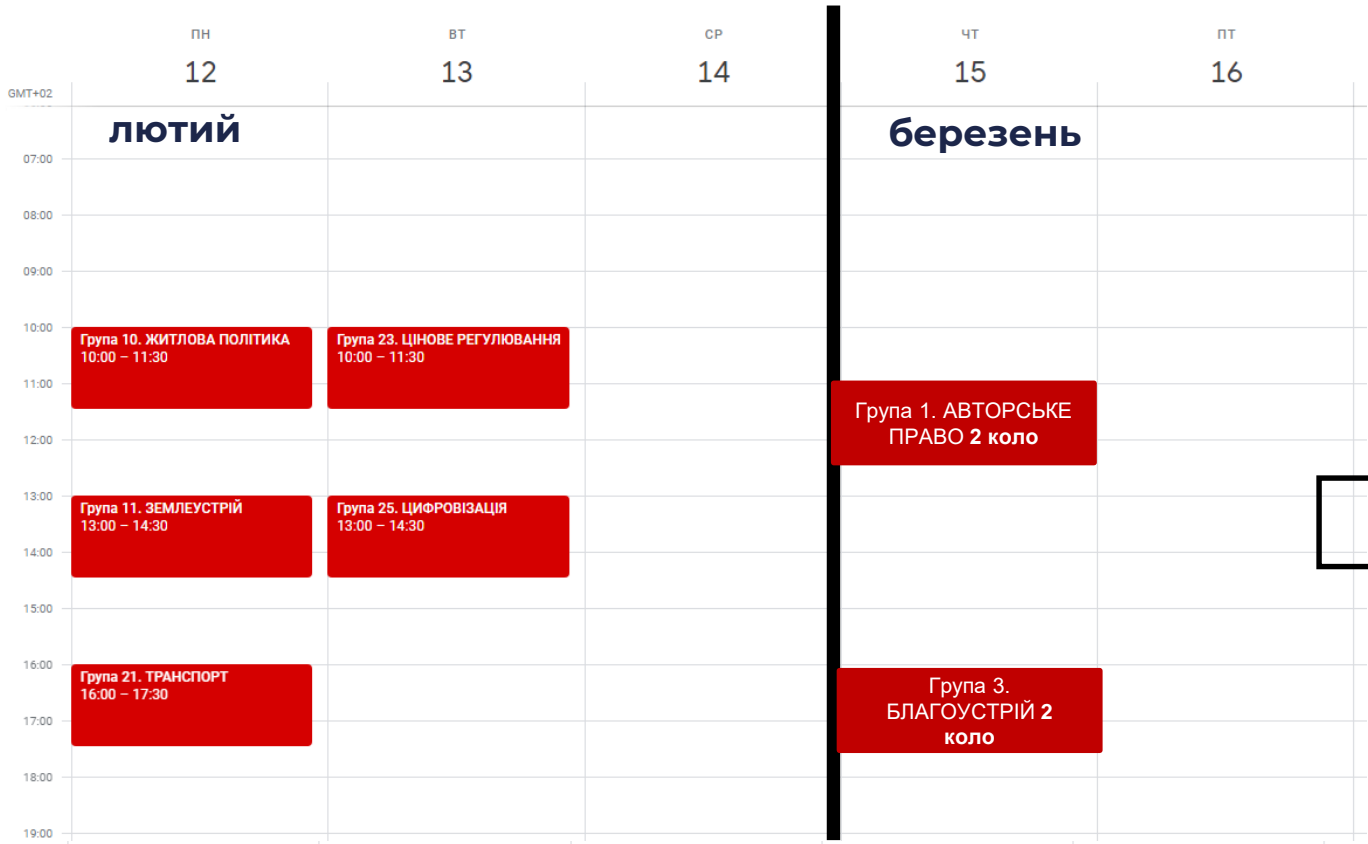 ПН ВТ СР ЧТ ПТ
12 13 14 15 16
GMT+02
лютий березень
07:00
08:00
09:00
10:00
Група 10. ЖИТЛОВА ПОЛІТИКА
10:00 – 11:30
Група 23. ЦІНОВЕ РЕГУЛЮВАННЯ
10:00 – 11:30
11:00
Група 1. АВТОРСЬКЕ
ПРАВО 2 коло
12:00
13:00
Група 11. ЗЕМЛЕУСТРІЙ
13:00 – 14:30
Група 25. ЦИФРОВІЗАЦІЯ
13:00 – 14:30
14:00
15:00
16:00
Група 21. ТРАНСПОРТ
16:00 – 17:30
Група 3.
БЛАГОУСТРІЙ 2
коло
17:00
18:00
19:00